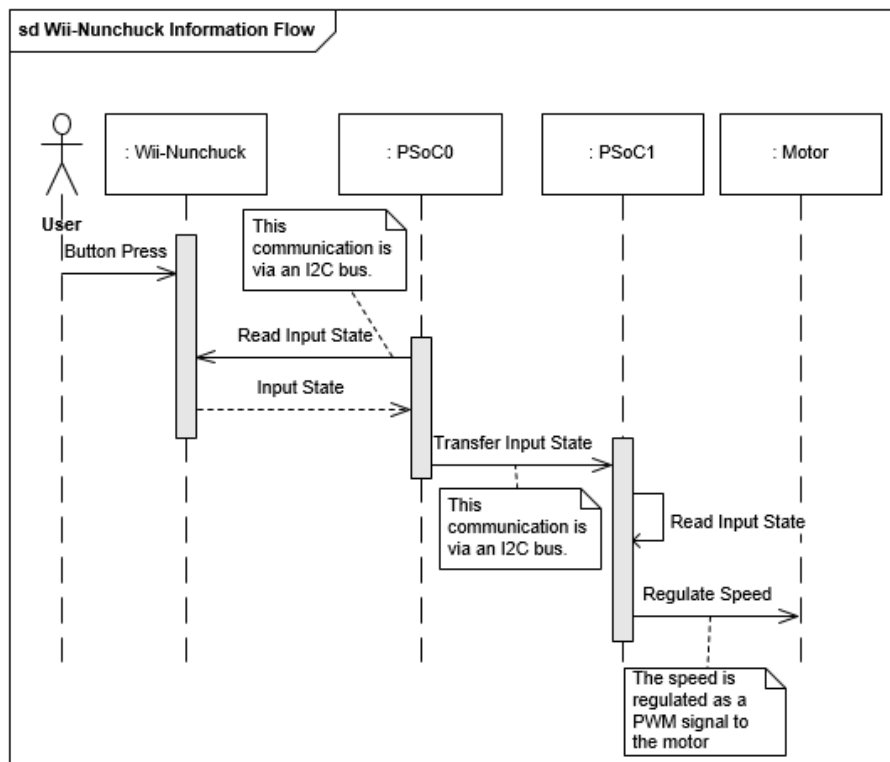 sd Wii-Nunchuck Information Flow
: Wii-Nunchuck
: PSoC0
: PSoC1
: Motor
User
This
communication is
via an I2C bus.
Button Press
Read Input State
Input State
Transfer Input State
This
communication is
via an I2C bus.
Read Input State
Regulate Speed
The speed is
regulated as a
PWM signal to
the motor